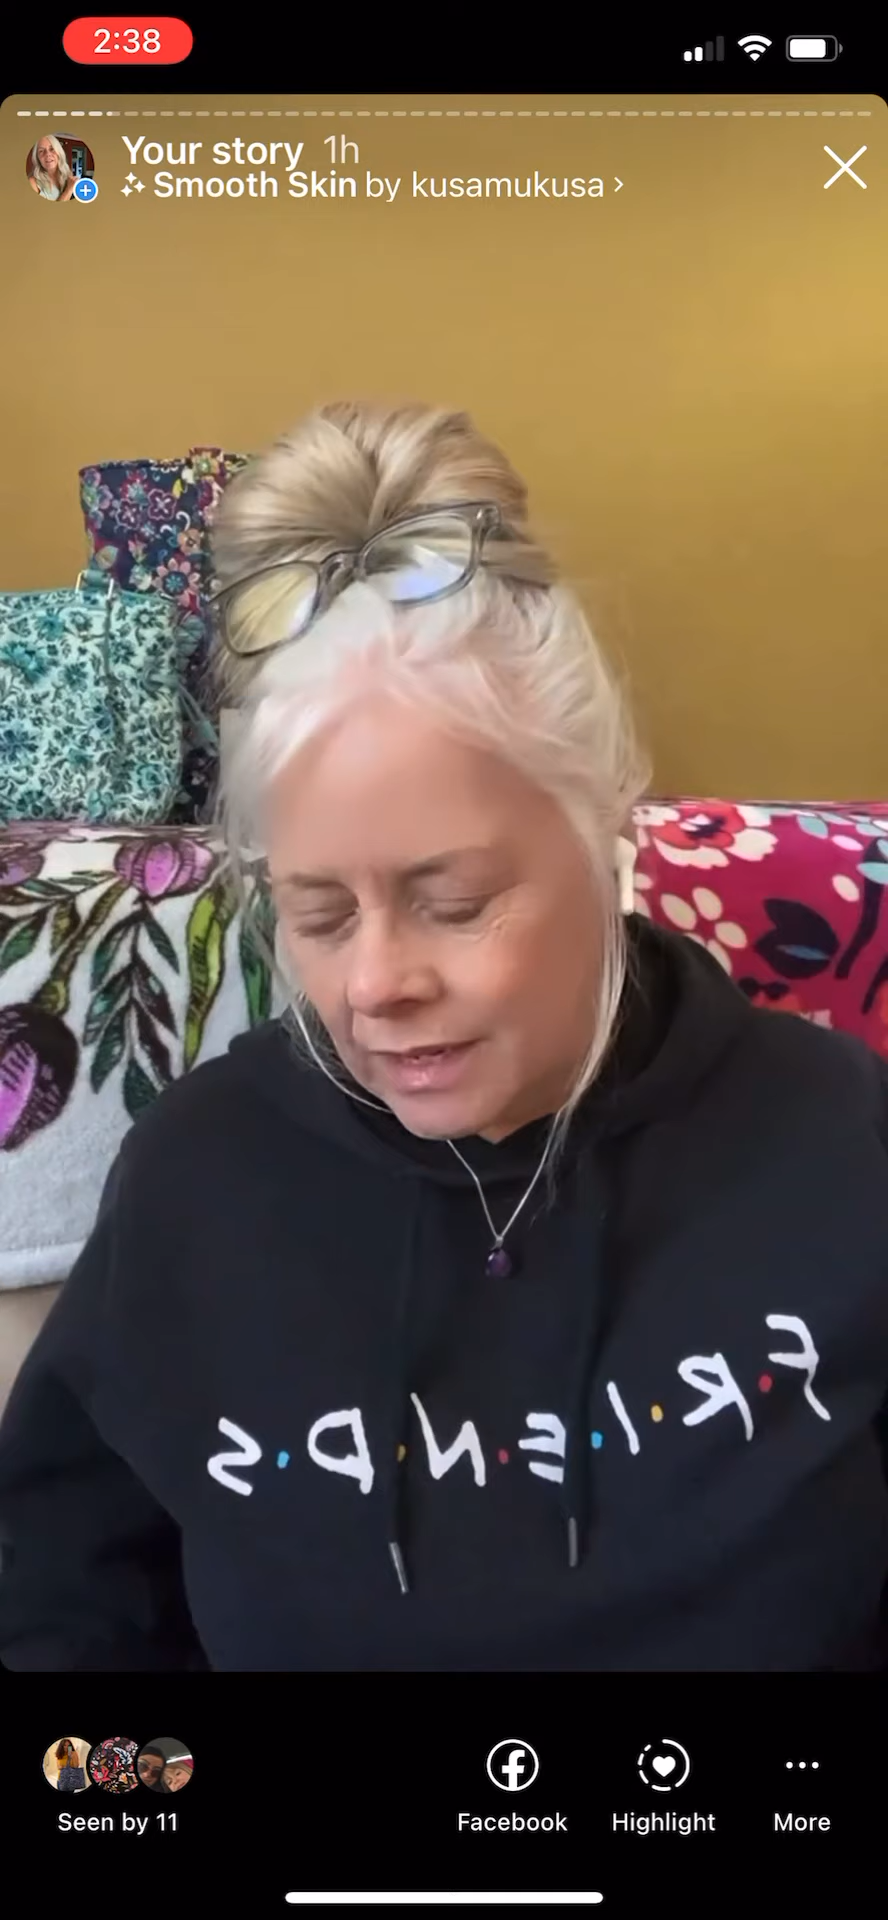 2:38
Your story 1h
Smooth Skin by kusamukusa >
F.R.I.E.N.D.S
Seen by 11
Facebook
Highlight
More